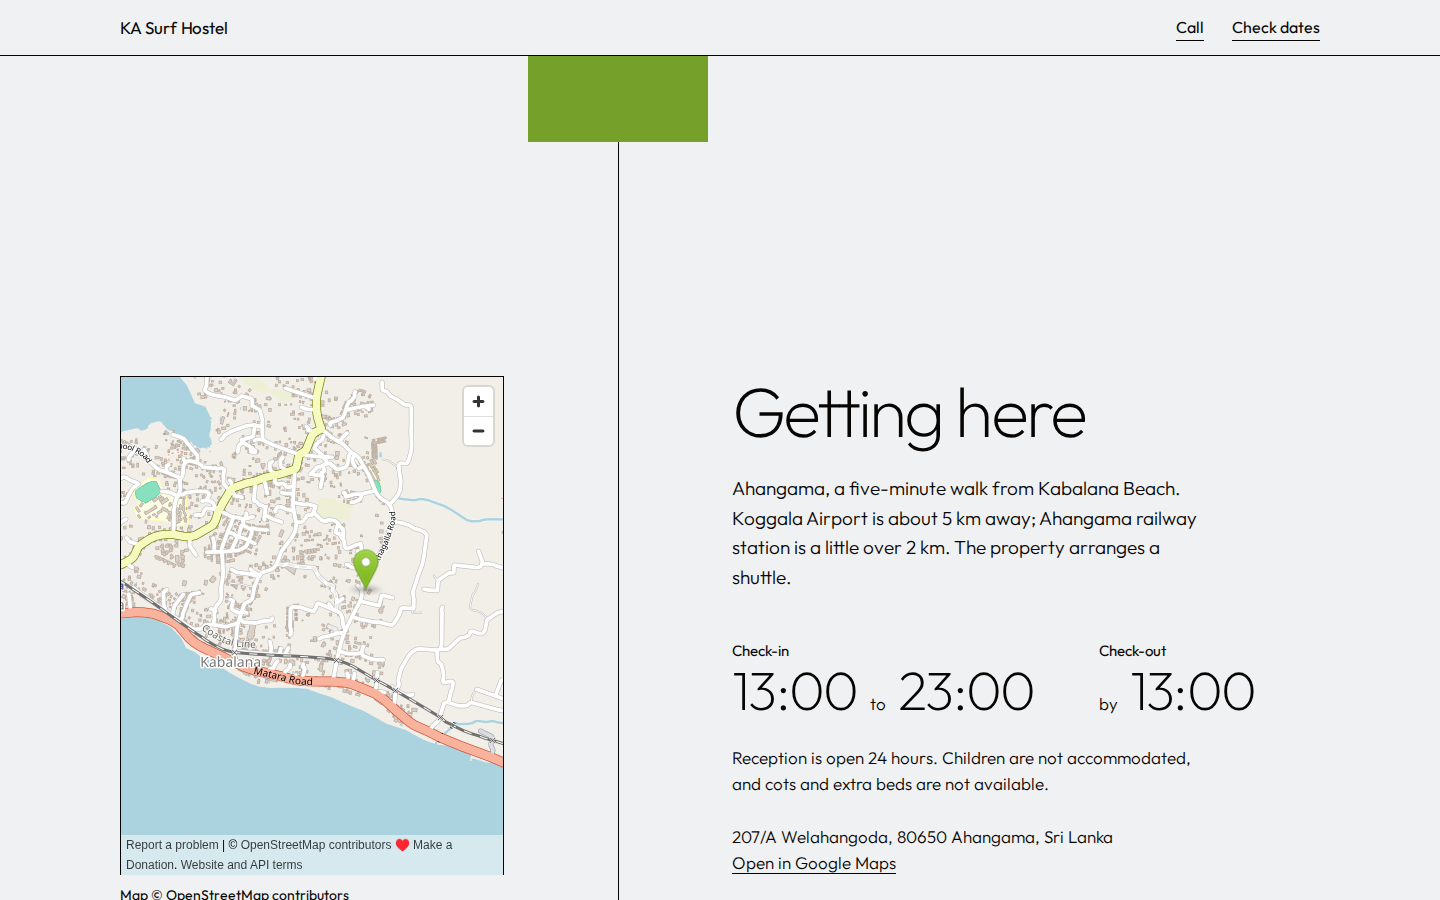 KA Surf Hostel
Call
Check dates
ool Road
hagalla Road
Coastal Line
Kabalana
Matara Road
+
−
Report a problem | © OpenStreetMap contributors ❤️ Make a
Donation. Website and API terms
Map © OpenStreetMap contributors
Getting here
Ahangama, a five-minute walk from Kabalana Beach.
Koggala Airport is about 5 km away; Ahangama railway
station is a little over 2 km. The property arranges a
shuttle.
Check-in
13:00 to 23:00
Check-out
by 13:00
Reception is open 24 hours. Children are not accommodated,
and cots and extra beds are not available.
207/A Welahangoda, 80650 Ahangama, Sri Lanka
Open in Google Maps